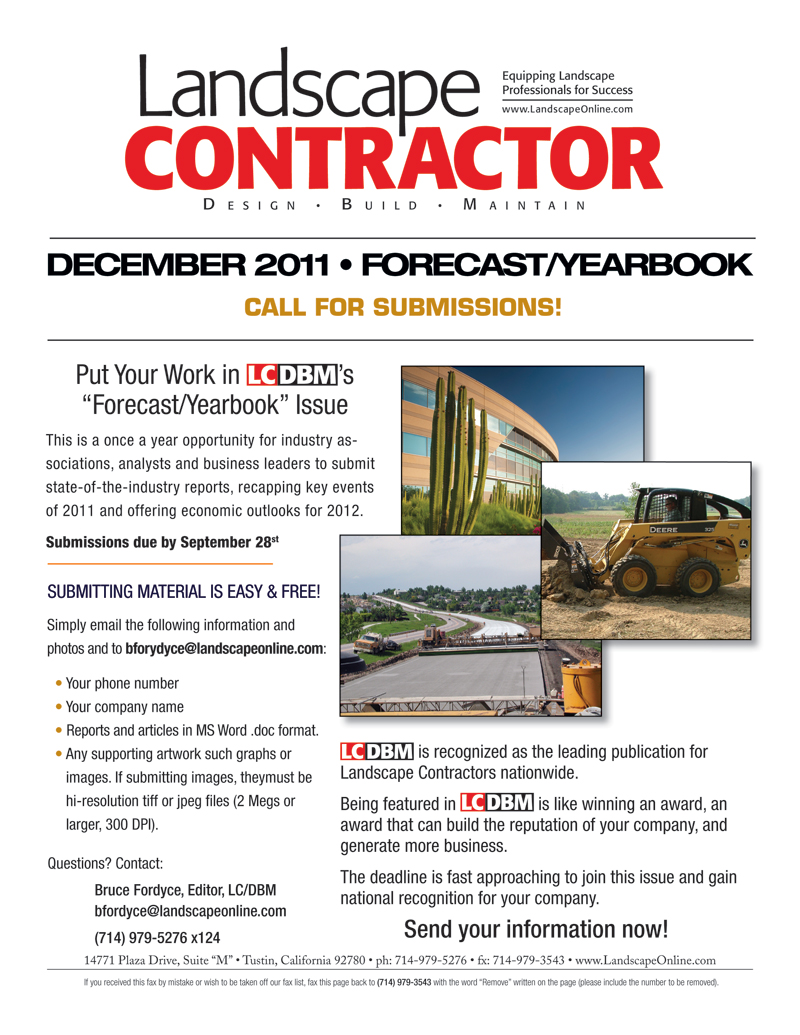 Landscape
CONTRACTOR
Equipping Landscape
Professionals for Success
www.LandscapeOnline.com
DESIGN • BUILD • MAINTAIN
DECEMBER 2011 • FORECAST/YEARBOOK
CALL FOR SUBMISSIONS!
Put Your Work in LCDBM's
"Forecast/Yearbook" Issue
This is a once a year opportunity for industry as-
sociations, analysts and business leaders to submit
state-of-the-industry reports, recapping key events
of 2011 and offering economic outlooks for 2012.
Submissions due by September 28st
SUBMITTING MATERIAL IS EASY & FREE!
Simply email the following information and
photos and to bforydyce@landscapeonline.com:
• Your phone number
• Your company name
• Reports and articles in MS Word .doc format.
• Any supporting artwork such graphs or
images. If submitting images, theymust be
hi-resolution tiff or jpeg files (2 Megs or
larger, 300 DPI).
Questions? Contact:
Bruce Fordyce, Editor, LC/DBM
bfordyce@landscapeonline.com
(714) 979-5276 x124
DEERE
LCDBM is recognized as the leading publication for
Landscape Contractors nationwide.
Being featured in LCDBM is like winning an award, an
award that can build the reputation of your company, and
generate more business.
The deadline is fast approaching to join this issue and gain
national recognition for your company.
Send your information now!
14771 Plaza Drive, Suite "M" • Tustin, California 92780 • ph: 714-979-5276 • fx: 714-979-3543 • www.LandscapeOnline.com
If you received this fax by mistake or wish to be taken off our fax list, fax this page back to (714) 979-3543 with the word "Remove" written on the page (please include the number to be removed).